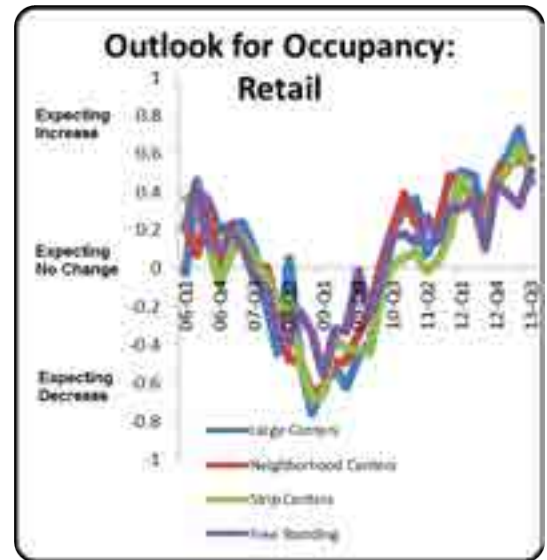 Outlook for Occupancy:
Retail
1
0.8
0.6
0.4
0.2
0
-0.2
-0.4
-0.6
-0.8
-1
Expecting
Increase
Expecting
No Change
Expecting
Decrease
06-Q1
06-Q4
09-Q1
10-Q3
11-Q2
12-Q1
12-Q4
13-Q3
Large Centers
Neighborhood Centers
Strip Centers
Free Standing